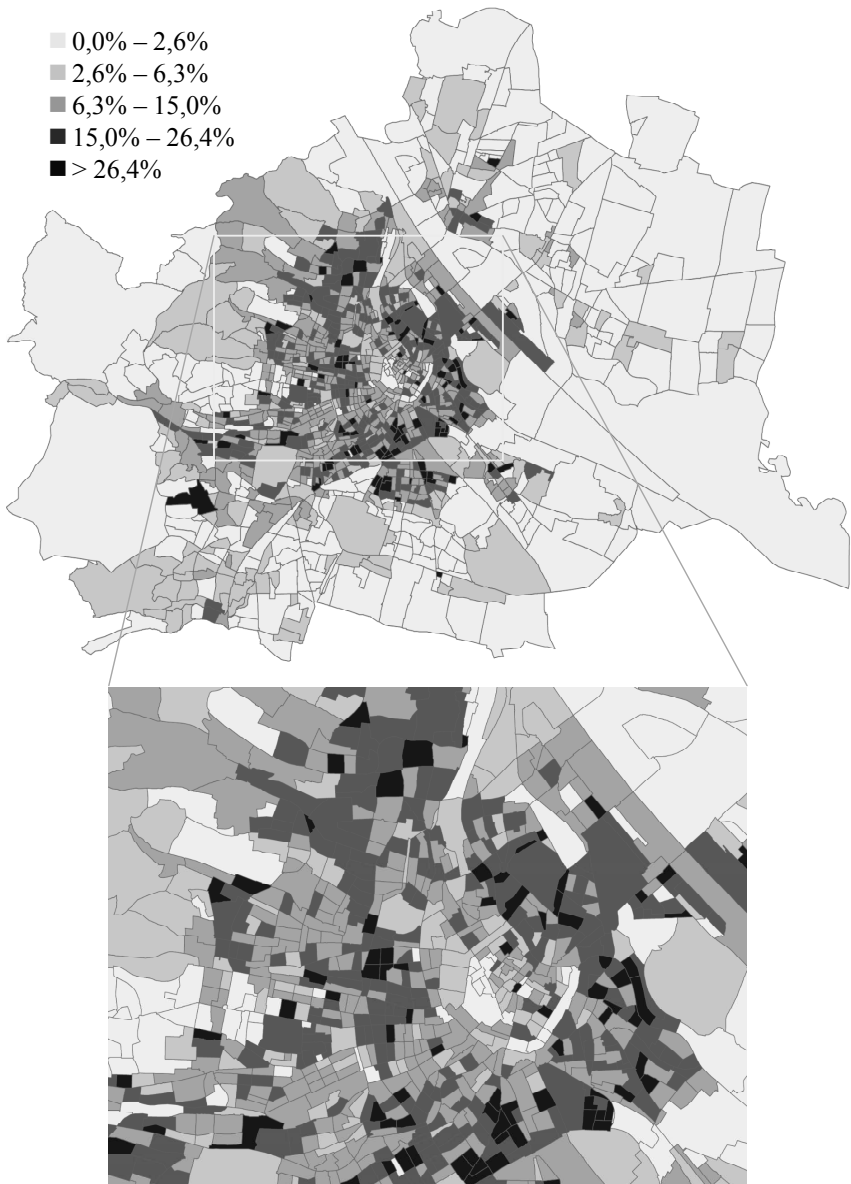 0,0% – 2,6%
2,6% – 6,3%
6,3% – 15,0%
15,0% – 26,4%
> 26,4%